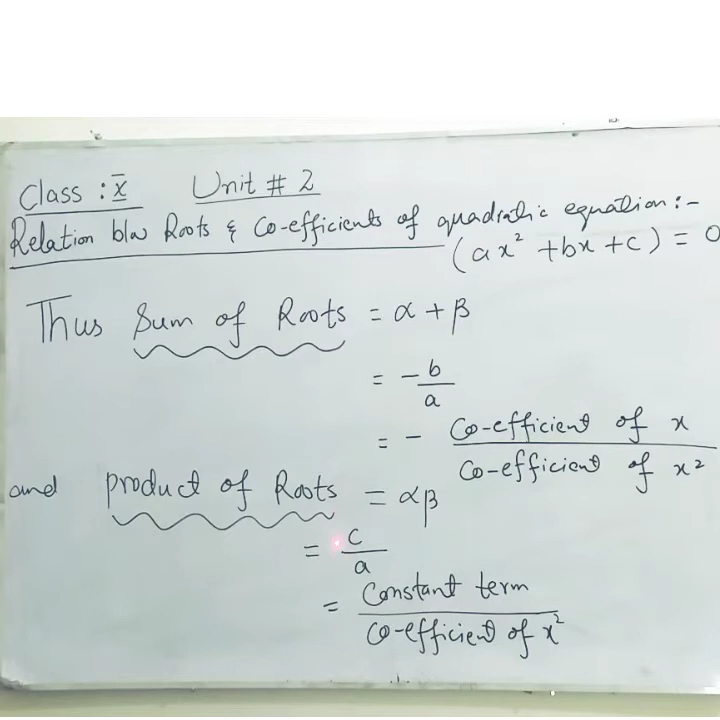 Class : X Unit # 2
Relation b/w Roots & Co-efficients of quadratic equation :-
(ax² + bx + c) = 0
Thus Sum of Roots = α + β
= - b/a
= - Co-efficient of x / Co-efficient of x²
and product of Roots = αβ
= c/a
= Constant term / Co-efficient of x²